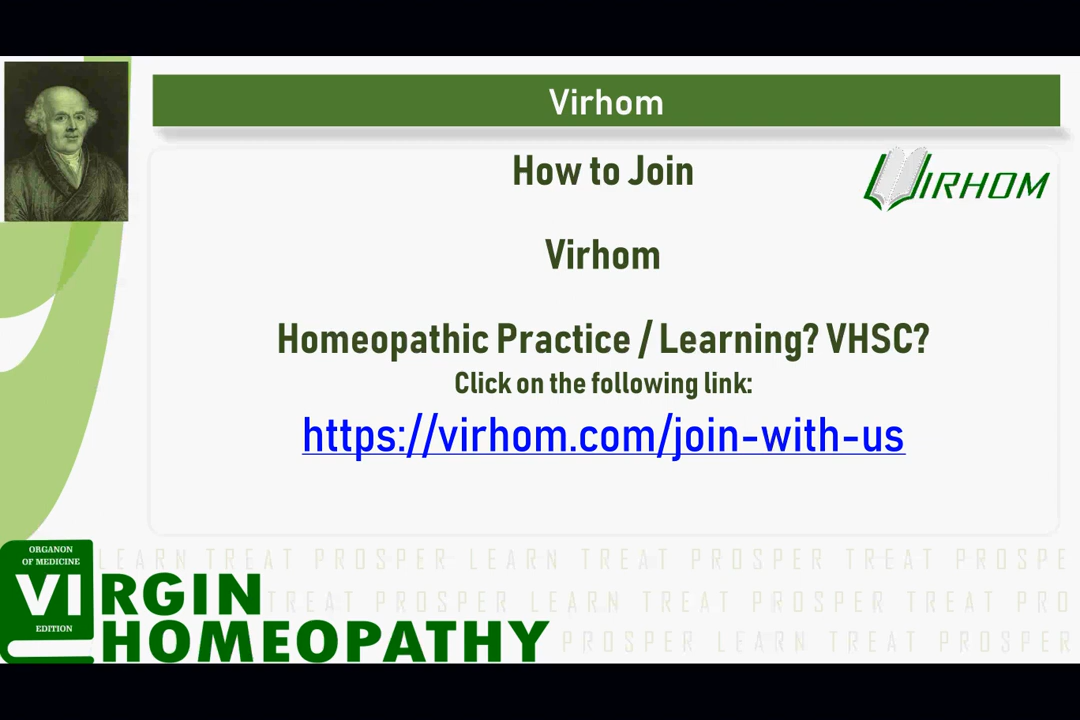 Virhom
How to Join
VIRHOM
Virhom
Homeopathic Practice / Learning? VHSC?
Click on the following link:
https://virhom.com/join-with-us
ORGANON
OF MEDICINE
VIRGIN
EDITION
HOMEOPATHY
LEARN TREAT PROSPER LEARN TREAT PROSPER TREAT PROSPE
TREAT PROSPER LEARN TREAT PROSPER TREAT PRO
PROSPER LEARN TREAT PROSPER